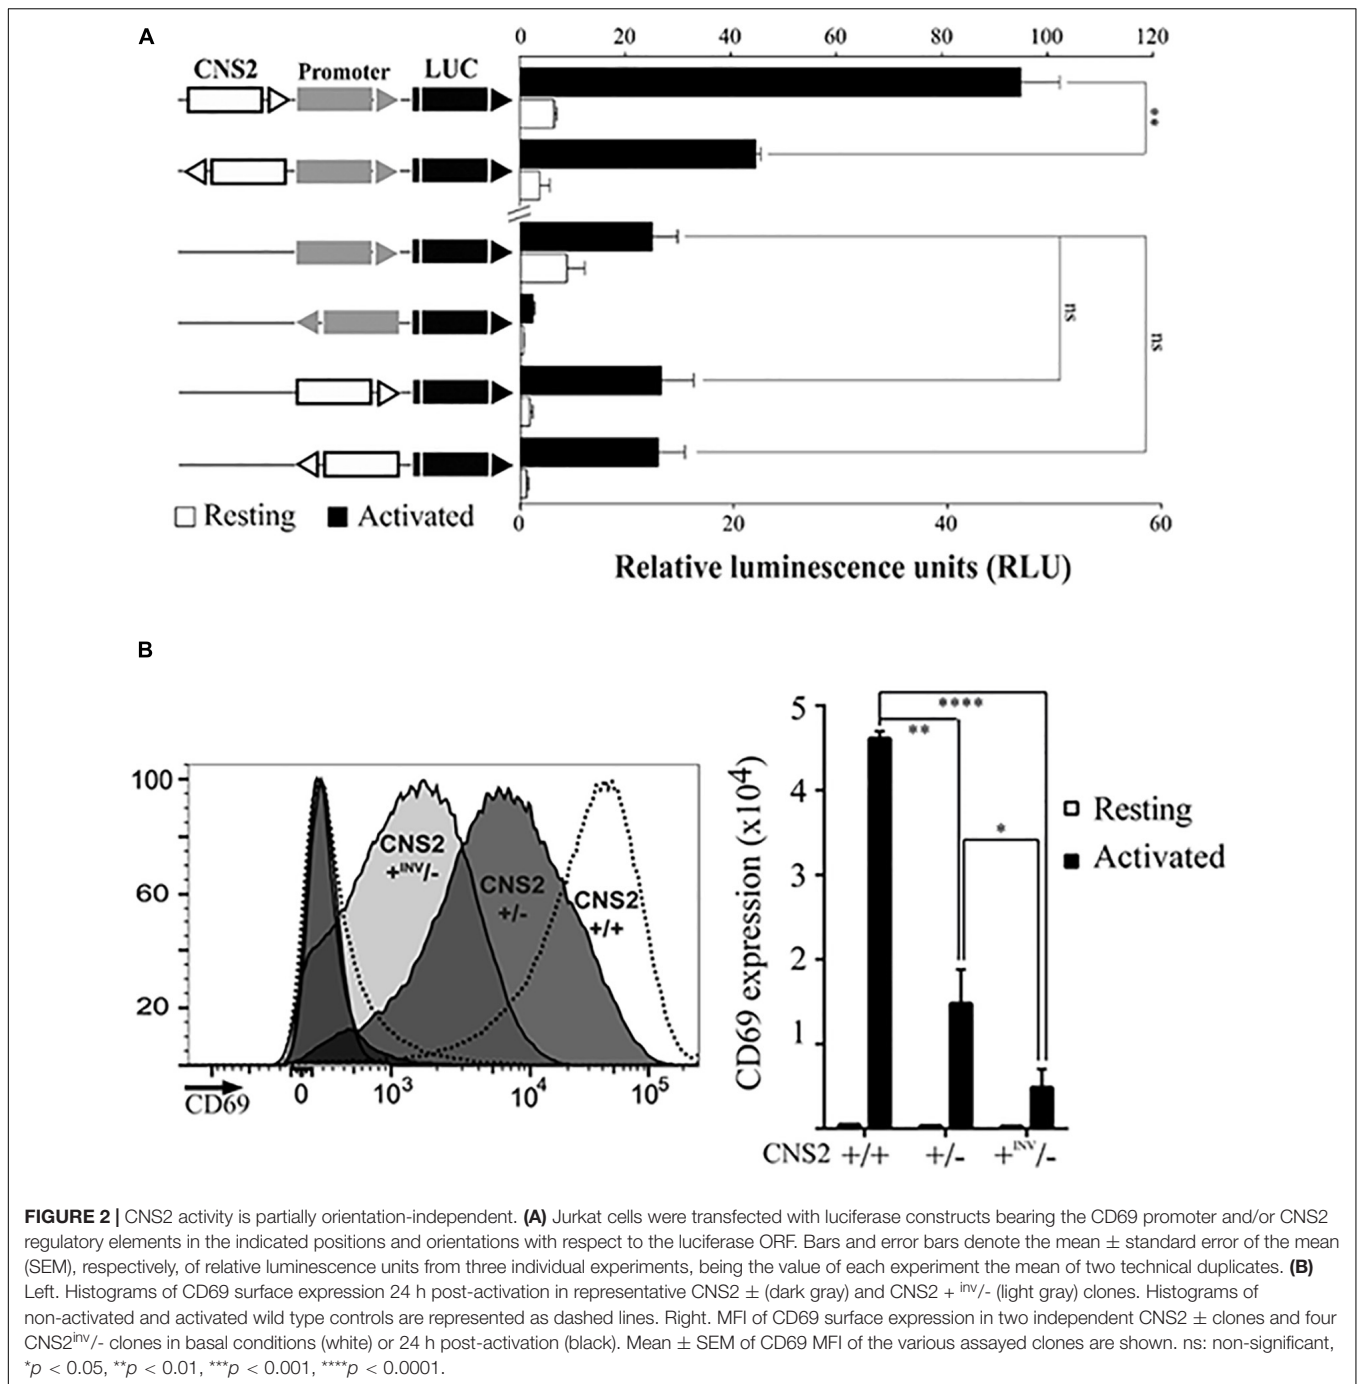 A
0 20 40 60 80 100 120
CNS2 Promoter LUC
**
ns
ns
Resting Activated
0 20 40 60
Relative luminescence units (RLU)
B
100
60
20
CNS2
+INV/-
CNS2
+/-
CNS2
+/+
0 10³ 10⁴ 10⁵
CD69
CD69 expression (x10⁴)
5
4
3
2
1
****
**
*
Resting
Activated
CNS2 +/+ +/- +INV/-
FIGURE 2 | CNS2 activity is partially orientation-independent. (A) Jurkat cells were transfected with luciferase constructs bearing the CD69 promoter and/or CNS2
regulatory elements in the indicated positions and orientations with respect to the luciferase ORF. Bars and error bars denote the mean ± standard error of the mean
(SEM), respectively, of relative luminescence units from three individual experiments, being the value of each experiment the mean of two technical duplicates. (B)
Left. Histograms of CD69 surface expression 24 h post-activation in representative CNS2 ± (dark gray) and CNS2 + inv/- (light gray) clones. Histograms of
non-activated and activated wild type controls are represented as dashed lines. Right. MFI of CD69 surface expression in two independent CNS2 ± clones and four
CNS2inv/- clones in basal conditions (white) or 24 h post-activation (black). Mean ± SEM of CD69 MFI of the various assayed clones are shown. ns: non-significant,
*p < 0.05, **p < 0.01, ***p < 0.001, ****p < 0.0001.